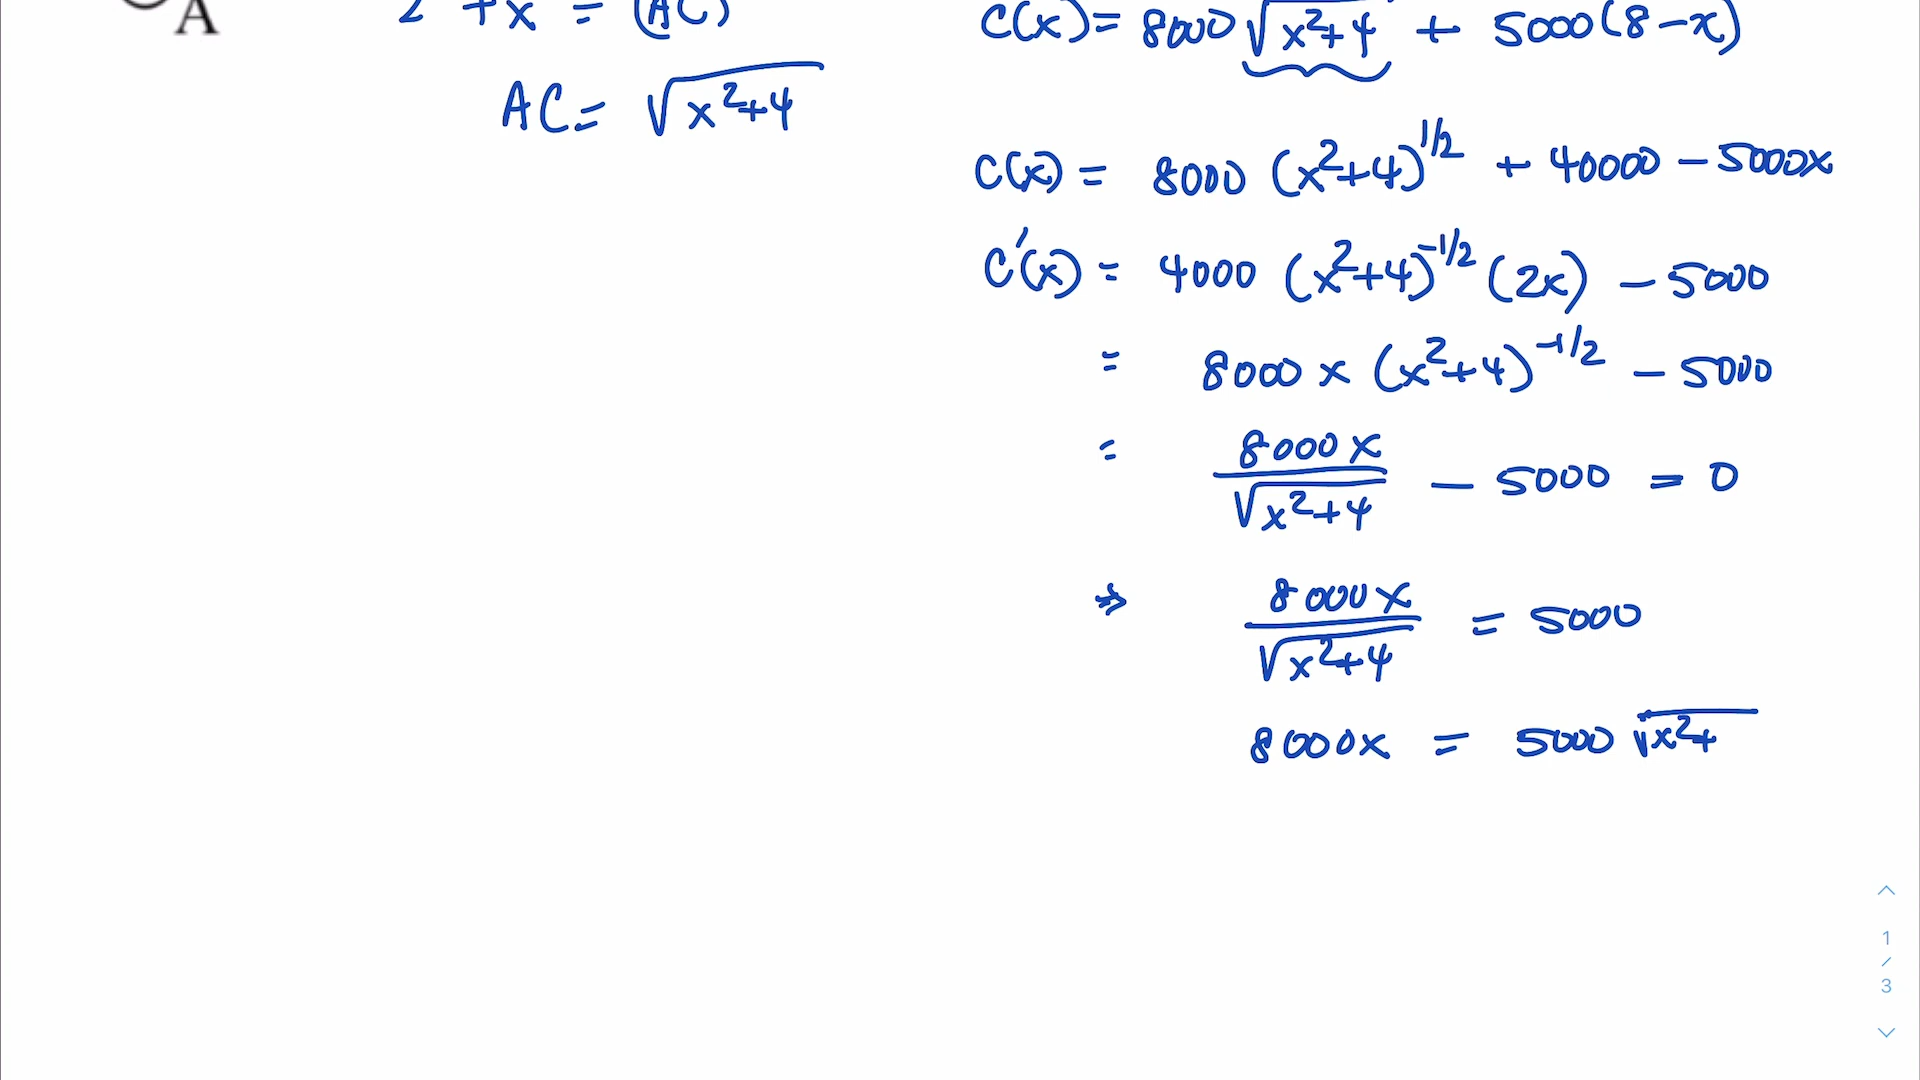 A
2 + x = (AC)
AC = √(x²+4)
C(x) = 8000 √(x²+4) + 5000(8-x)
C(x) = 8000 (x²+4)^1/2 + 40000 - 5000x
C'(x) = 4000 (x²+4)^-1/2 (2x) - 5000
= 8000 x (x²+4)^-1/2 - 5000
= 8000x / √(x²+4) - 5000 = 0
⇒ 8000x / √(x²+4) = 5000
8000x = 5000 √(x²+
1
/
3